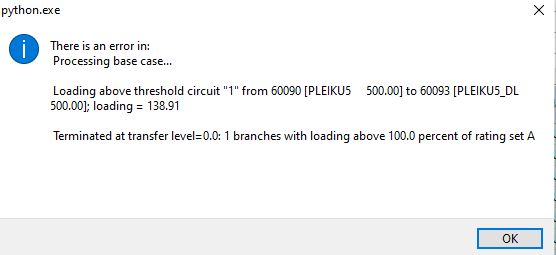 python.exe
There is an error in:
Processing base case...
Loading above threshold circuit "1" from 60090 [PLEIKU5     500.00] to 60093 [PLEIKU5_DL
500.00]; loading = 138.91
Terminated at transfer level=0.0: 1 branches with loading above 100.0 percent of rating set A
OK